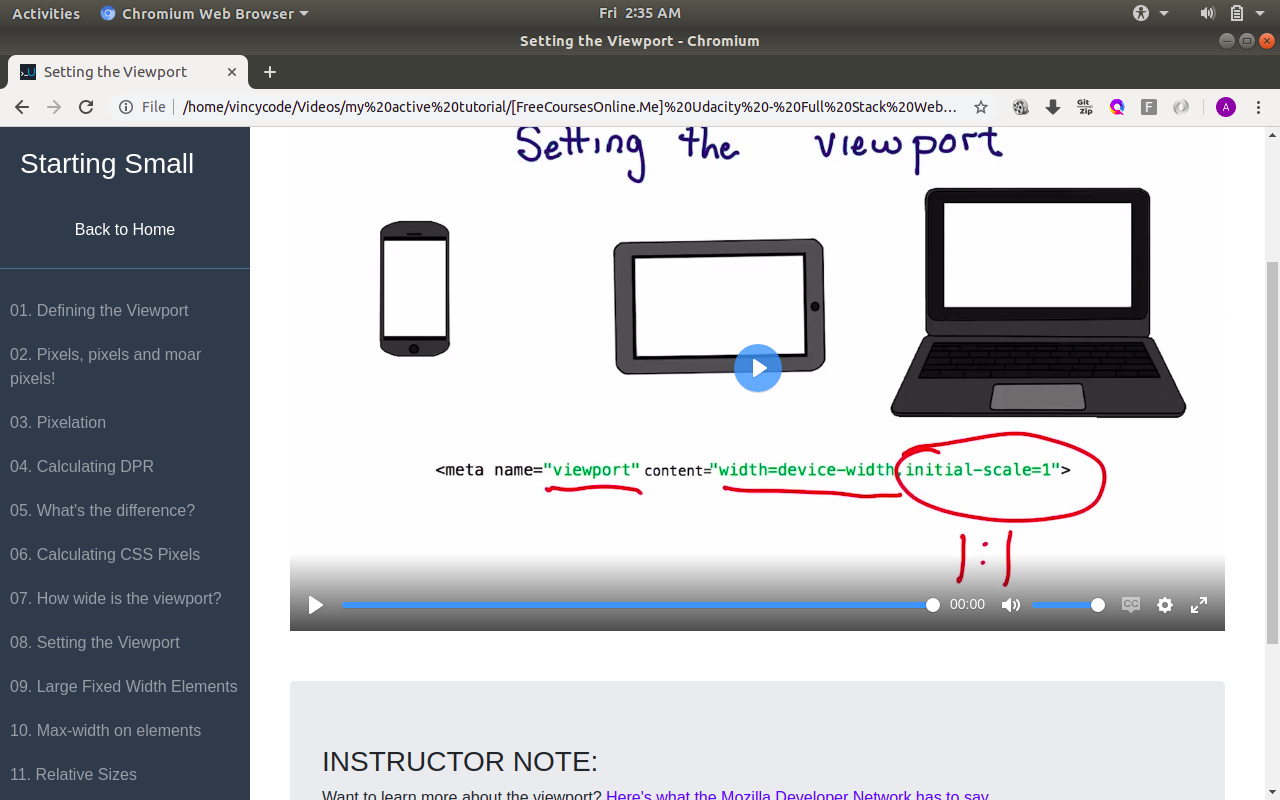 Activities Chromium Web Browser Fri 2:35 AM
Setting the Viewport - Chromium
Setting the Viewport
File /home/vincycode/Videos/my%20active%20tutorial/[FreeCoursesOnline.Me]%20Udacity%20-%20Full%20Stack%20Web…
Git Zip
F
A
Starting Small
Back to Home
01. Defining the Viewport
02. Pixels, pixels and moar
pixels!
03. Pixelation
04. Calculating DPR
05. What's the difference?
06. Calculating CSS Pixels
07. How wide is the viewport?
08. Setting the Viewport
09. Large Fixed Width Elements
10. Max-width on elements
11. Relative Sizes
Setting the viewport
<meta name="viewport" content="width=device-width,initial-scale=1">
1:1
00:00
CC
INSTRUCTOR NOTE:
Want to learn more about the viewport? Here's what the Mozilla Developer Network has to say